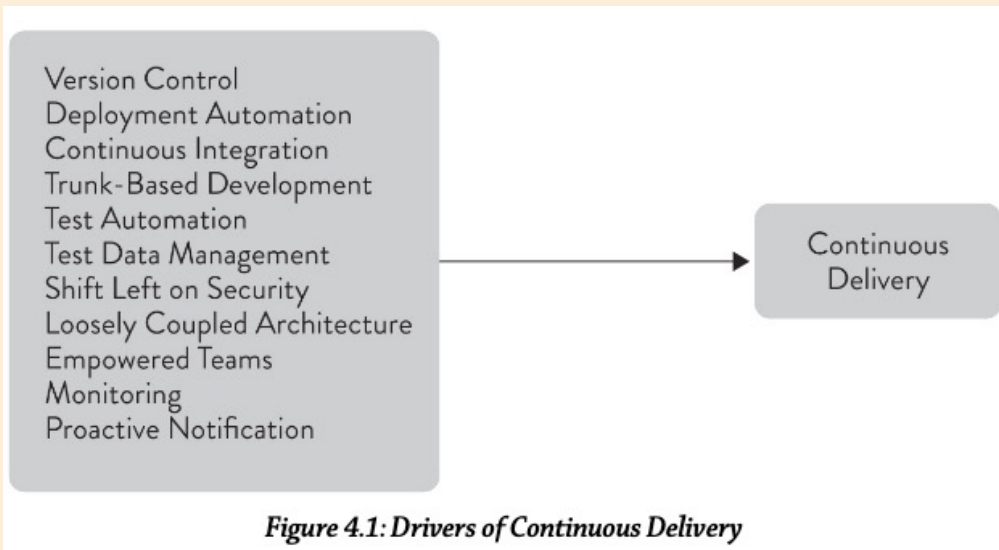 Version Control
Deployment Automation
Continuous Integration
Trunk-Based Development
Test Automation
Test Data Management
Shift Left on Security
Loosely Coupled Architecture
Empowered Teams
Monitoring
Proactive Notification
Continuous
Delivery
Figure 4.1: Drivers of Continuous Delivery